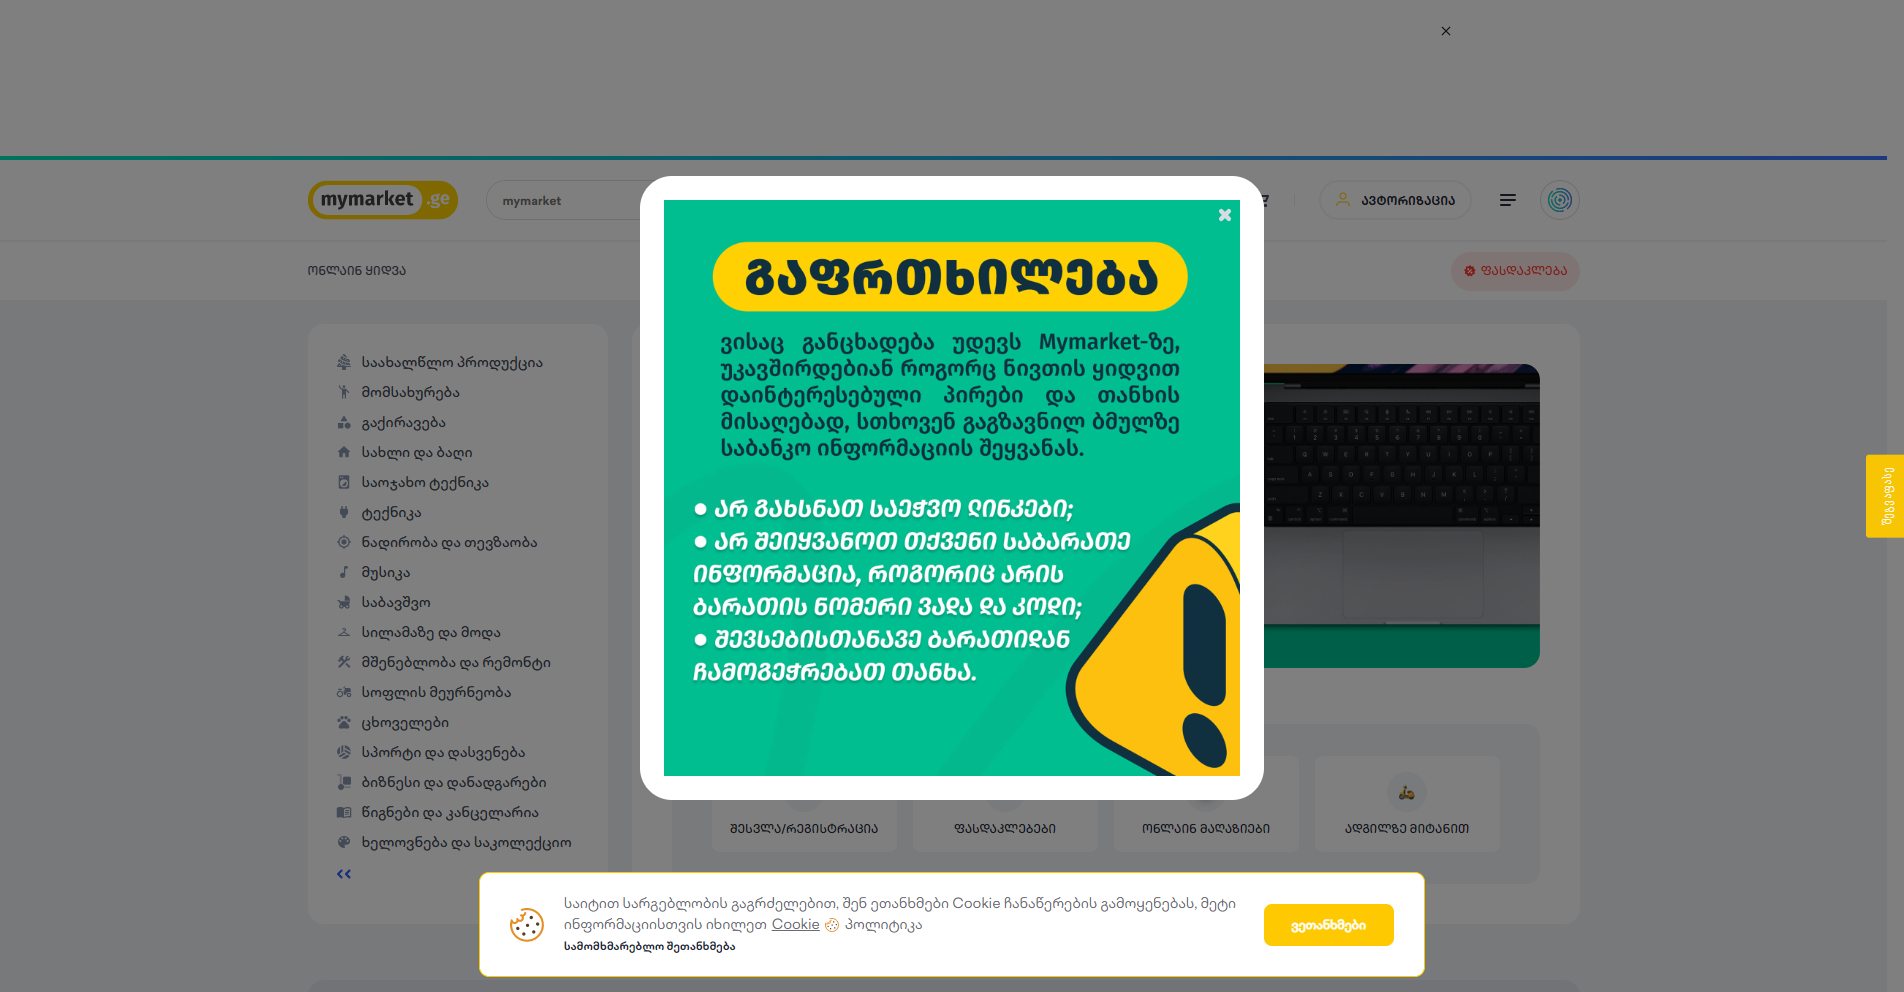 mymarket.ge
mymarket
ავტორიზაცია
ონლაინ ყიდვა
ფასდაკლება
საახალწლო პროდუქცია
მომსახურება
გაქირავება
სახლი და ბაღი
საოჯახო ტექნიკა
ტექნიკა
ნადირობა და თევზაობა
მუსიკა
საბავშვო
სილამაზე და მოდა
მშენებლობა და რემონტი
სოფლის მეურნეობა
ცხოველები
სპორტი და დასვენება
ბიზნესი და დანადგარები
წიგნები და კანცელარია
ხელოვნება და საკოლექციო
გაფრთხილება
ვისაც განცხადება უდევს Mymarket-ზე,
უკავშირდებიან როგორც ნივთის ყიდვით
დაინტერესებული პირები და თანხის
მისაღებად, სთხოვენ გაგზავნილ ბმულზე
საბანკო ინფორმაციის შეყვანას.
● არ გახსნათ საეჭვო ლინკები;
● არ შეიყვანოთ თქვენი საბარათე
ინფორმაცია, როგორიც არის
ბარათის ნომერი ვადა და კოდი;
● შევსებისთანავე ბარათიდან
ჩამოგეჭრებათ თანხა.
შეგვაფასე
შესვლა/რეგისტრაცია
ფასდაკლებები
ონლაინ მაღაზიები
ადგილზე მიტანით
საიტით სარგებლობის გაგრძელებით, შენ ეთანხმები Cookie ჩანაწერების გამოყენებას, მეტი
ინფორმაციისთვის იხილეთ Cookie პოლიტიკა
სამომხმარებლო შეთანხმება
ვეთანხმები